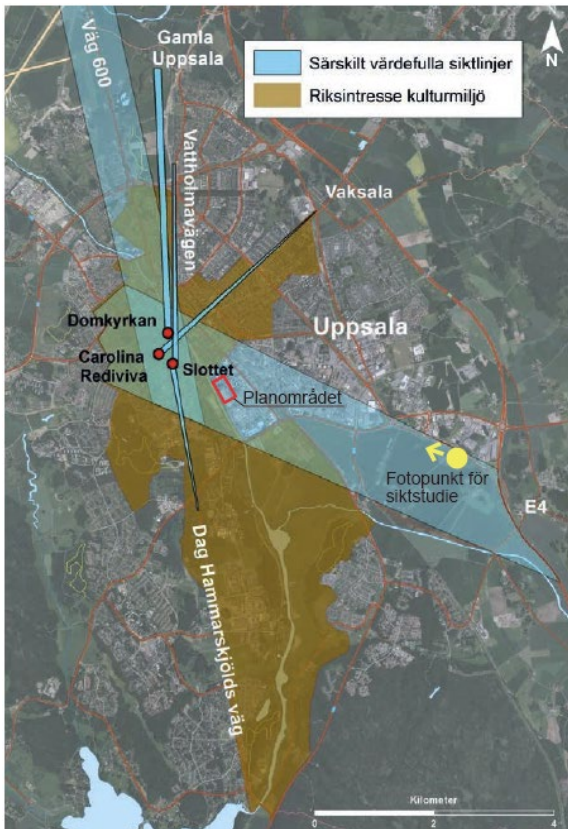 Väg 600
Gamla
Uppsala
Särskilt värdefulla siktlinjer
Riksintresse kulturmiljö
N
Vattholmavägen
Vaksala
Domkyrkan
Uppsala
Carolina
Rediviva
Slottet
Planområdet
Fotopunkt för
siktstudie
E4
Dag Hammarskjölds väg
Kilometer
0 2 4